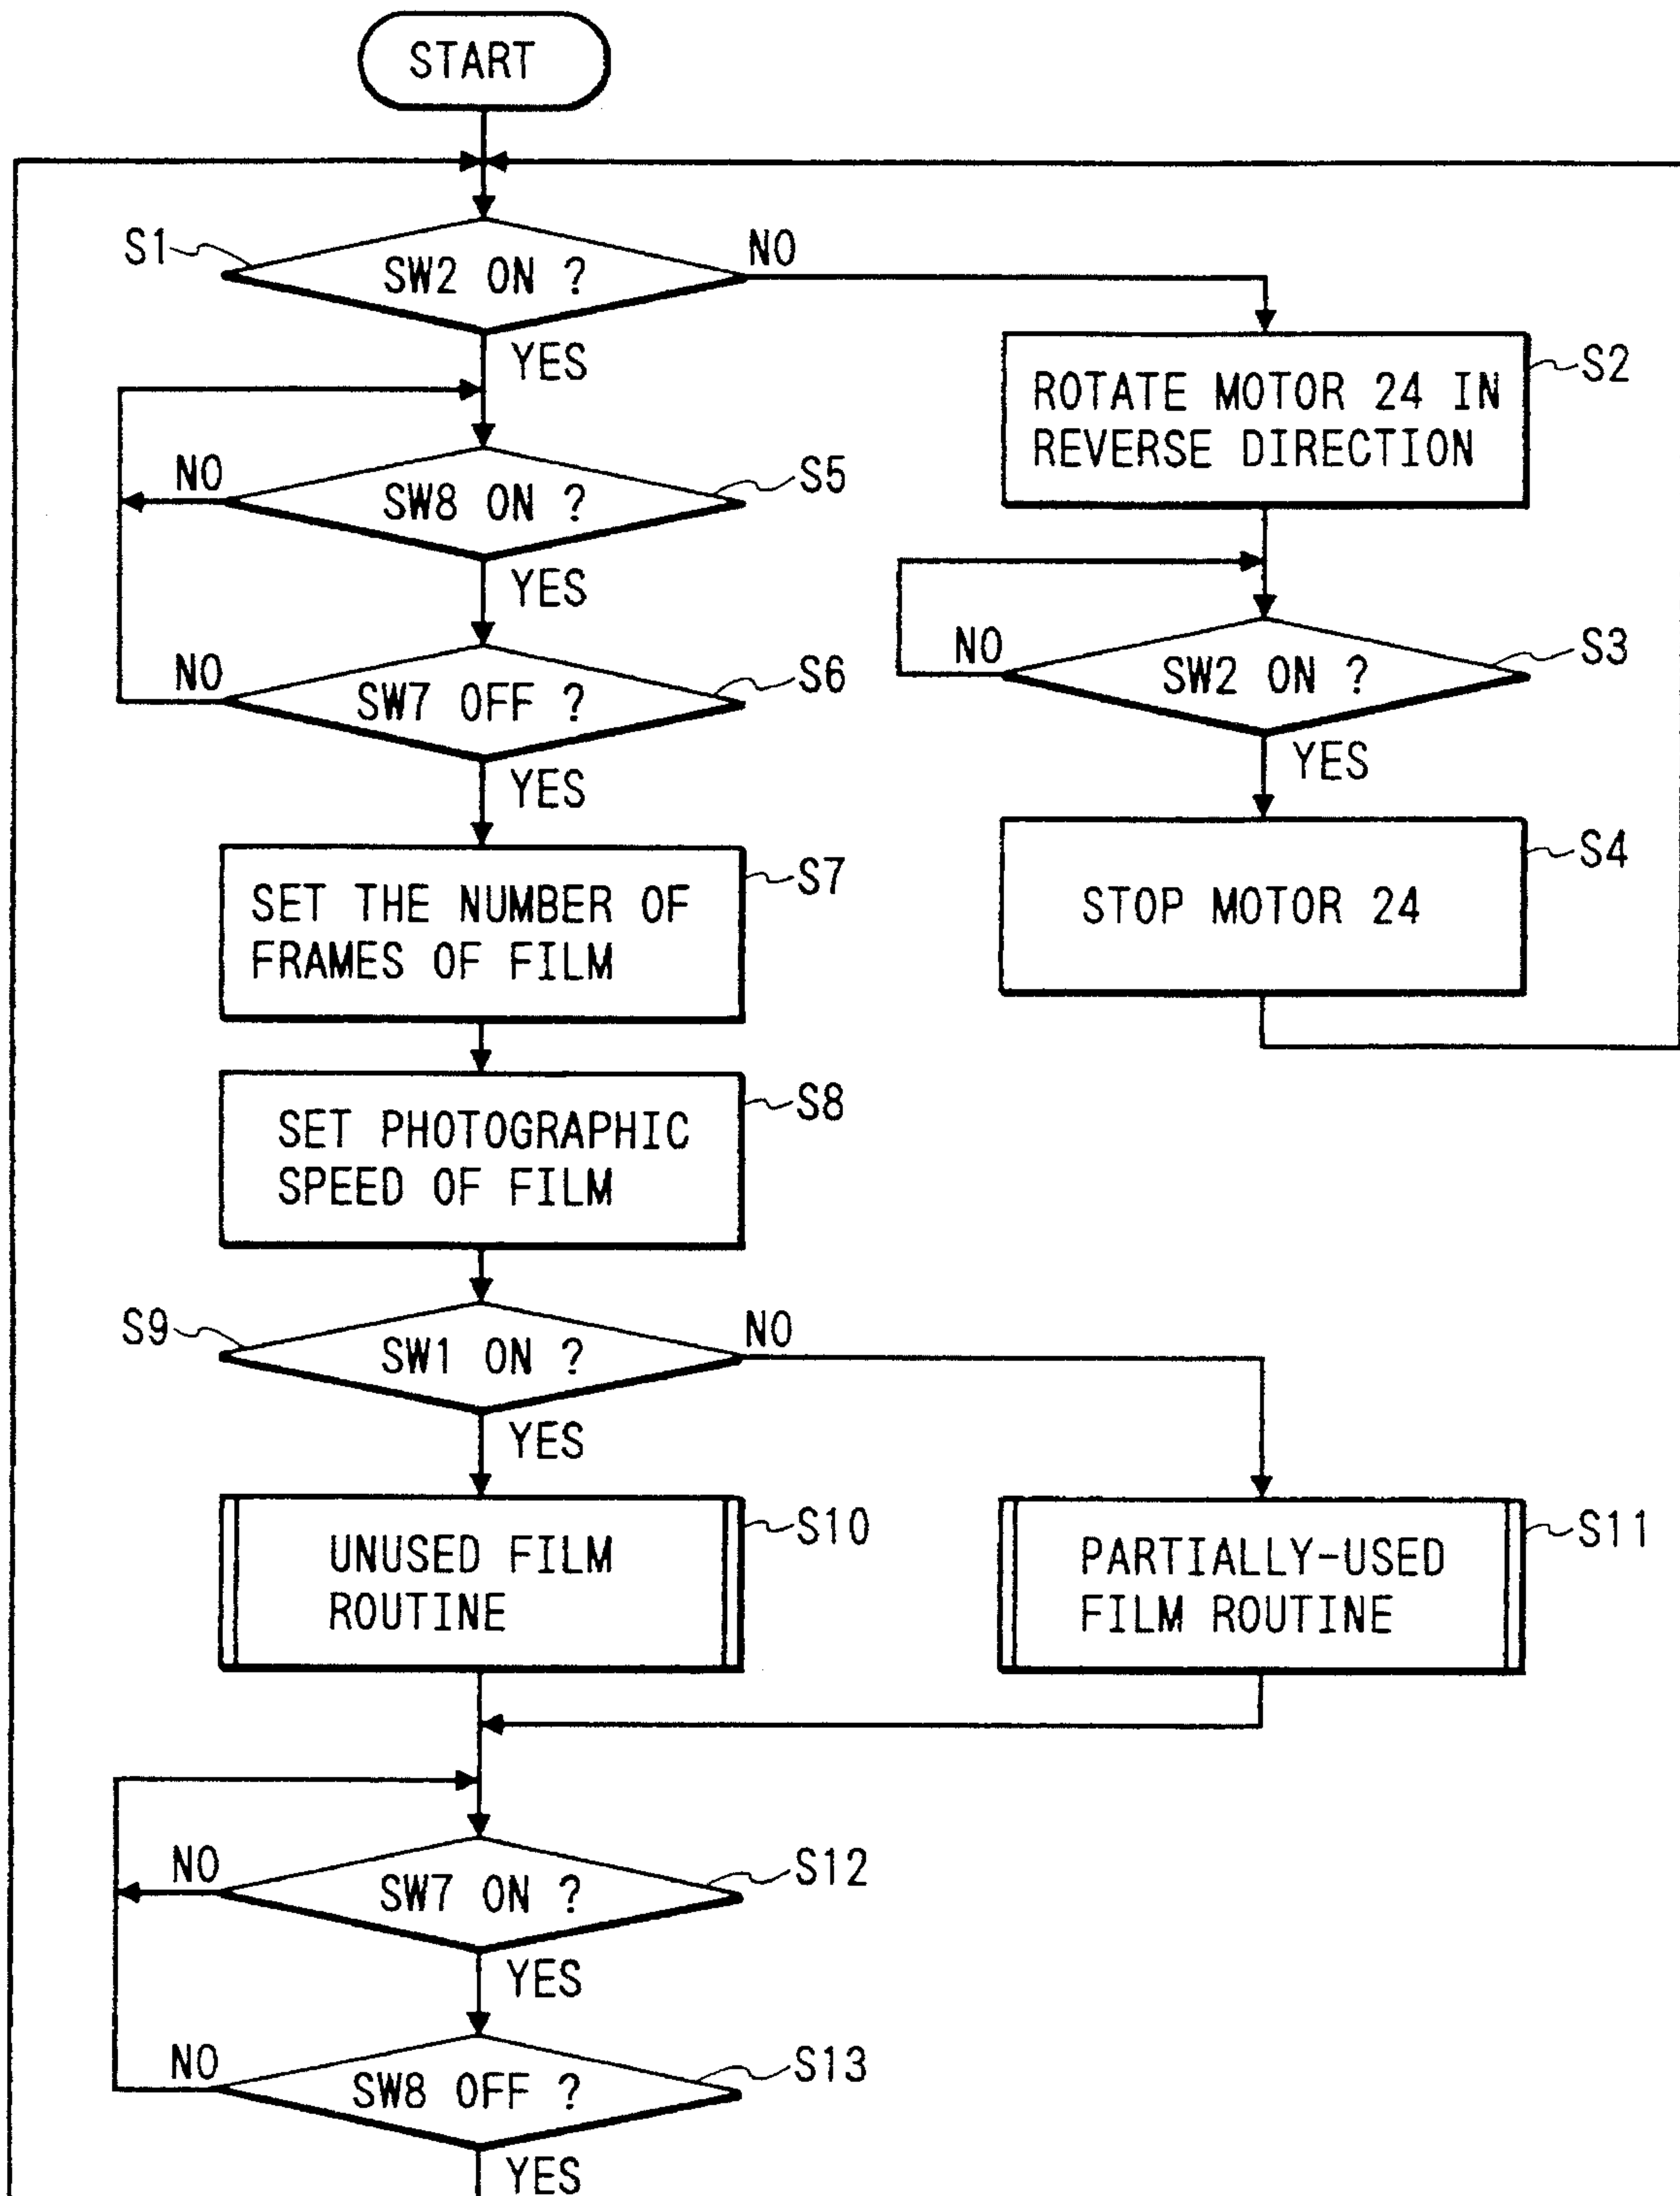 START
S1
SW2 ON ?
NO
YES
S2
ROTATE MOTOR 24 IN
REVERSE DIRECTION
NO
SW8 ON ?
S5
YES
NO
SW2 ON ?
S3
YES
NO
SW7 OFF ?
S6
YES
S4
STOP MOTOR 24
S7
SET THE NUMBER OF
FRAMES OF FILM
S8
SET PHOTOGRAPHIC
SPEED OF FILM
S9
SW1 ON ?
NO
YES
S10
UNUSED FILM
ROUTINE
S11
PARTIALLY-USED
FILM ROUTINE
NO
SW7 ON ?
S12
YES
NO
SW8 OFF ?
S13
YES